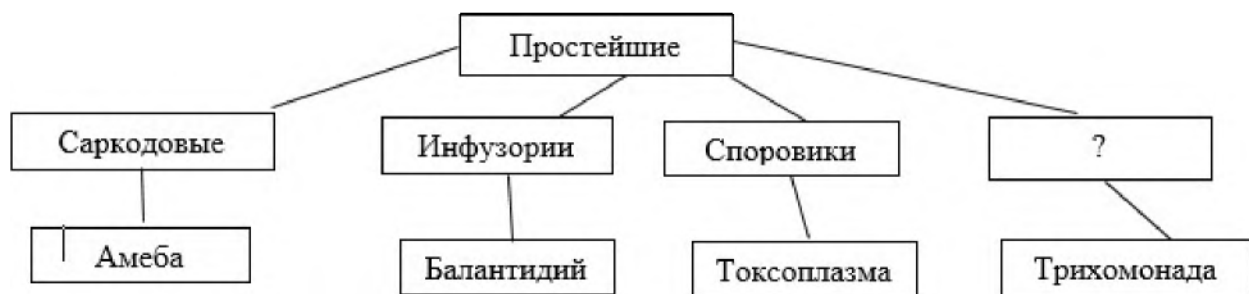 Простейшие
Саркодовые
Инфузории
Споровики
?
Амеба
Балантидий
Токсоплазма
Трихомонада